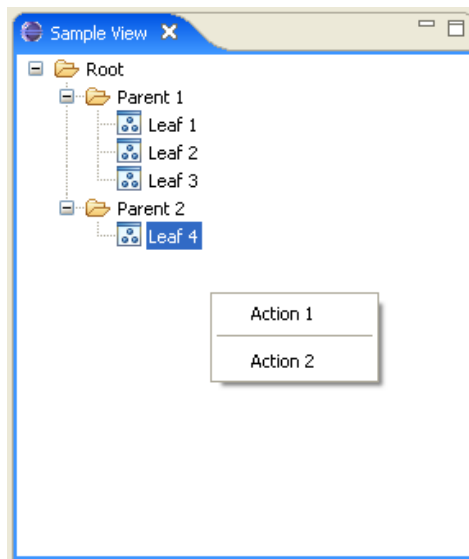 Sample View
Root
Parent 1
Leaf 1
Leaf 2
Leaf 3
Parent 2
Leaf 4
Action 1
Action 2